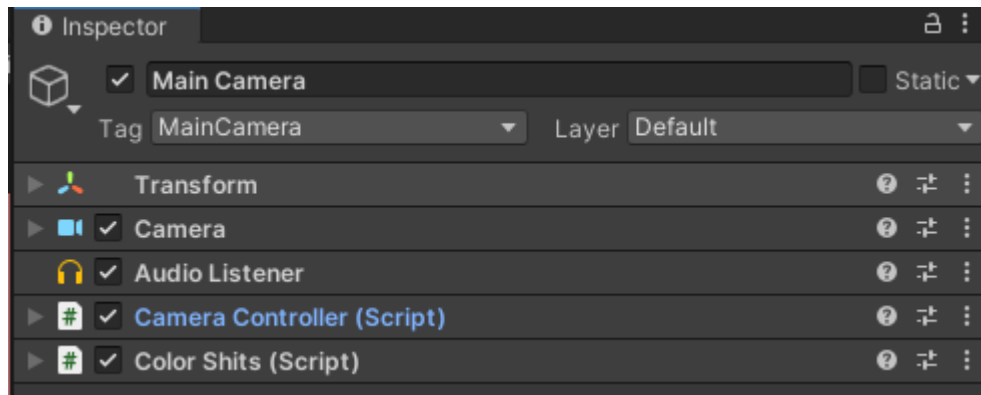 Inspector
Main Camera Static
Tag MainCamera Layer Default
Transform
Camera
Audio Listener
# Camera Controller (Script)
# Color Shits (Script)